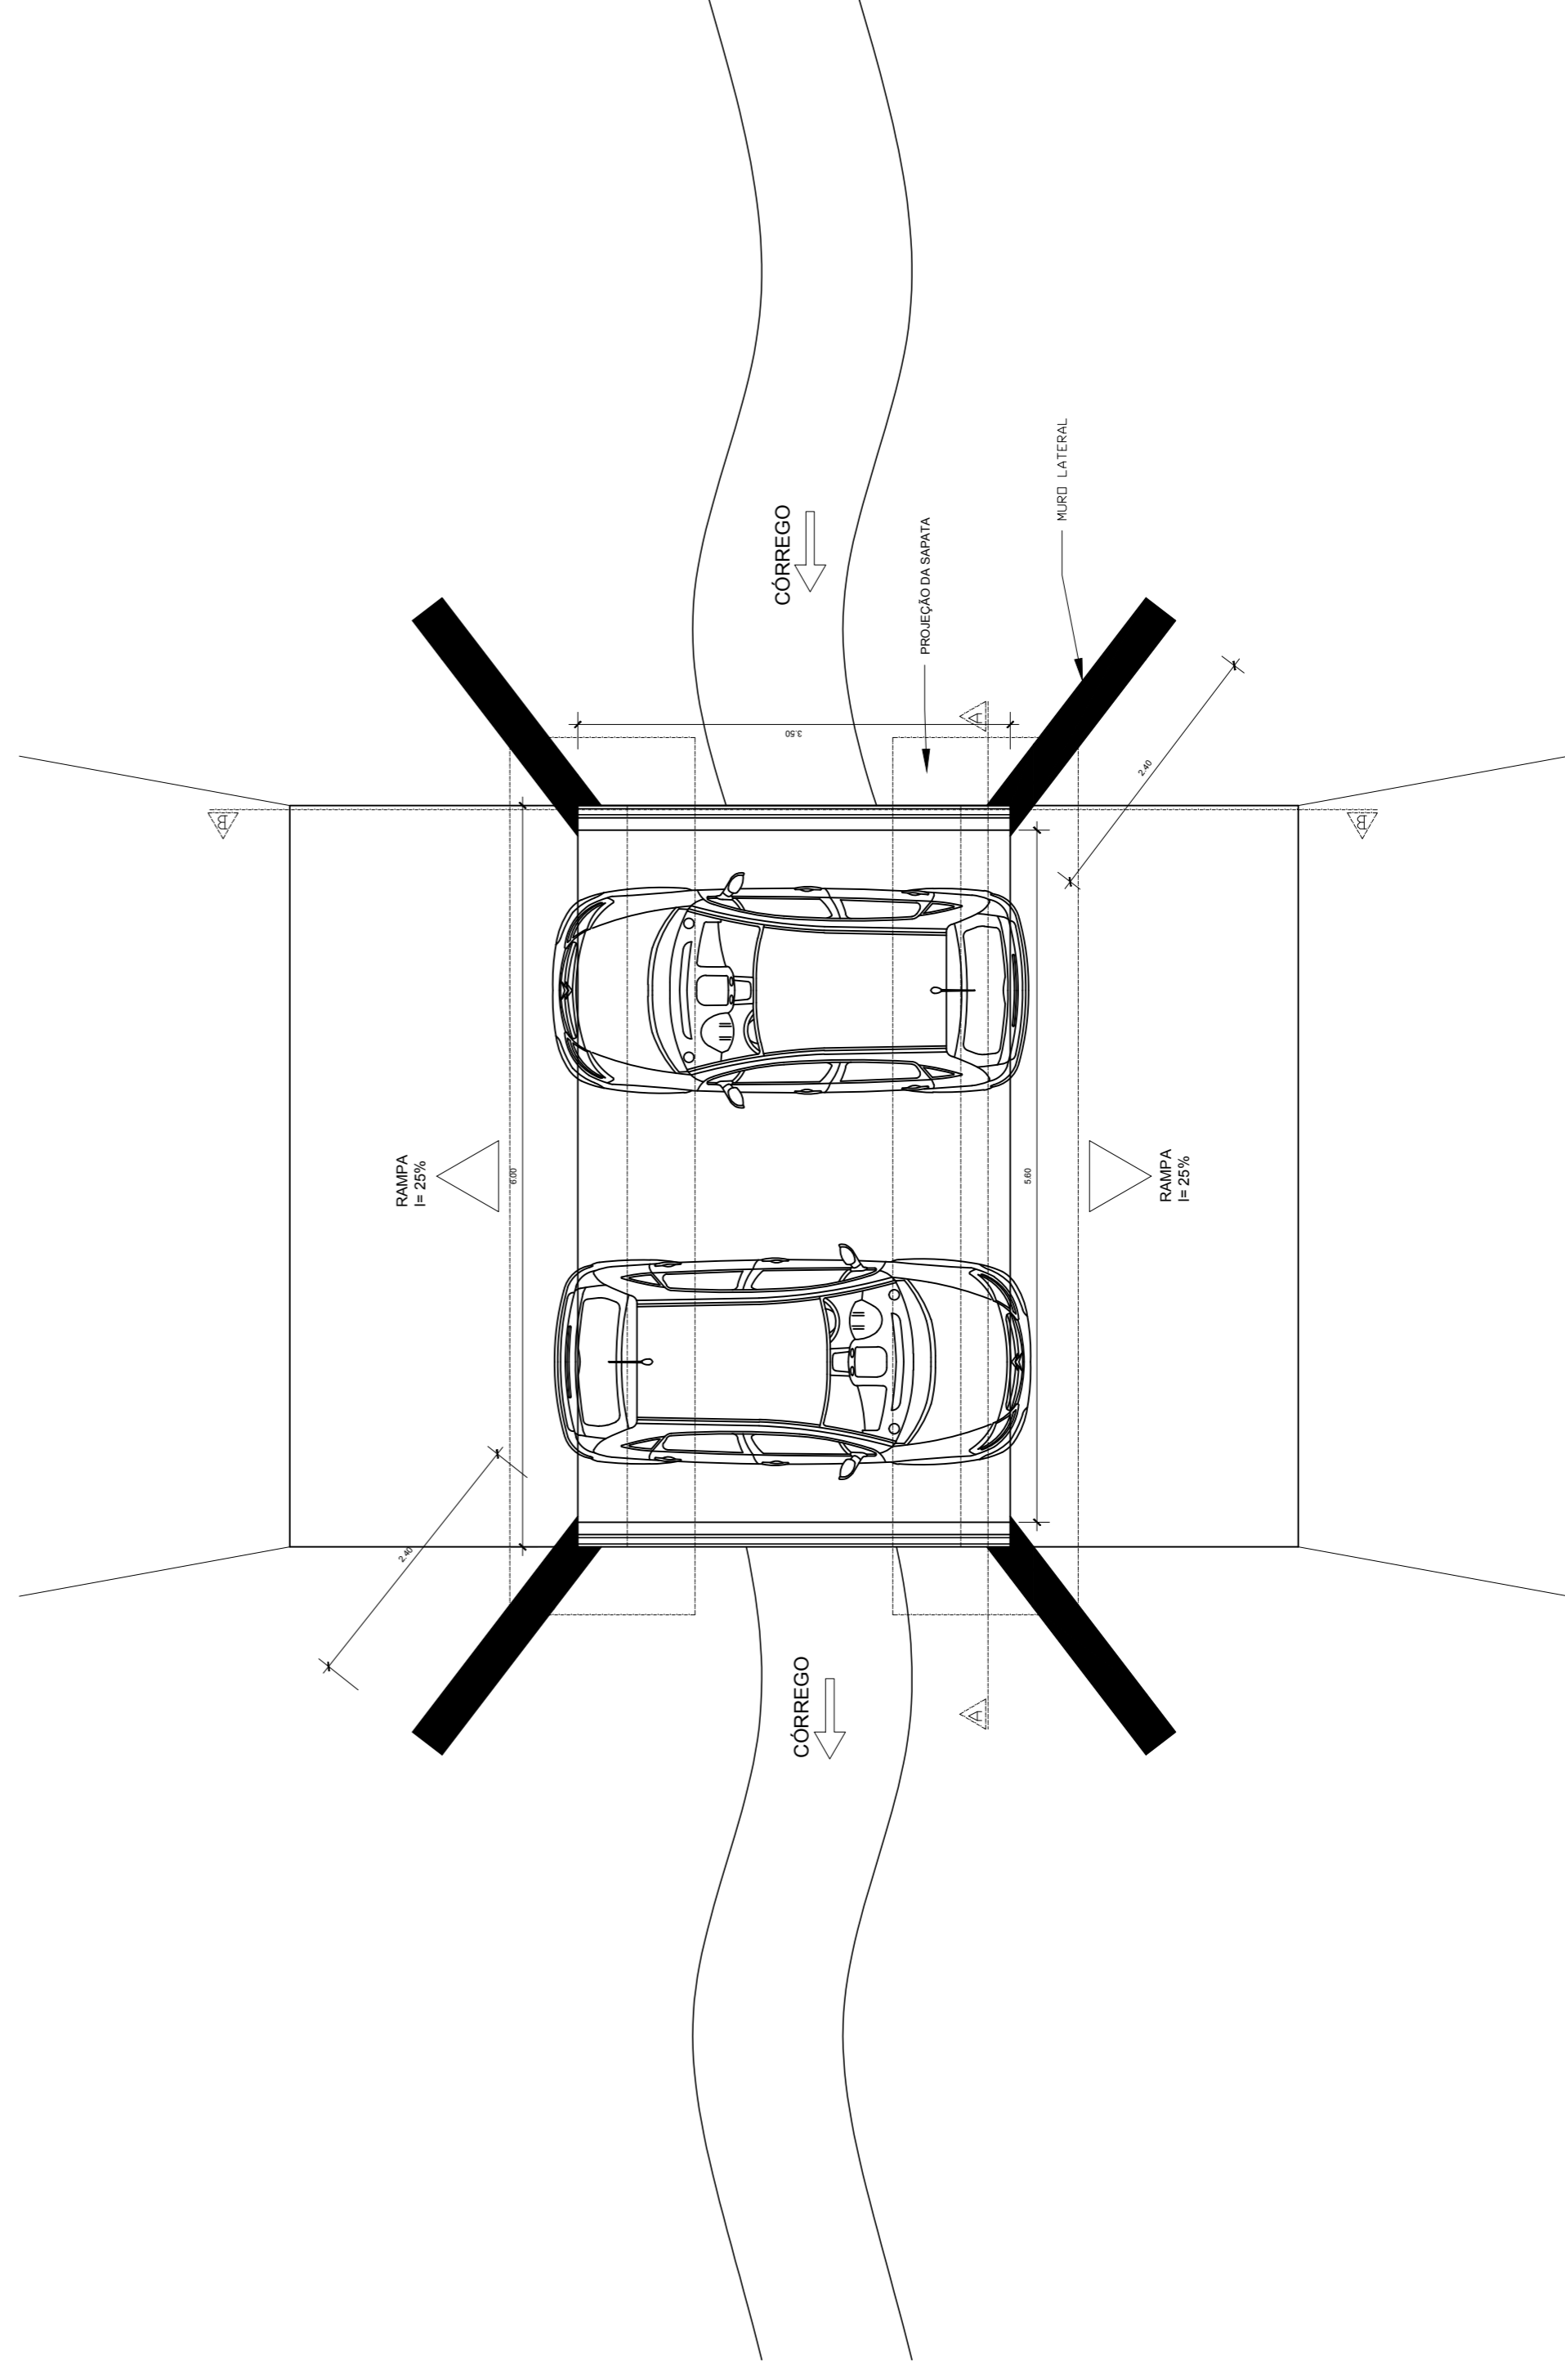 CÓRREGO
MURO LATERAL
PROJEÇÃO DA SAPATA
A
3.50
2.40
B
B
RAMPA
I= 25%
6.00
5.60
RAMPA
I= 25%
2.40
CÓRREGO
A